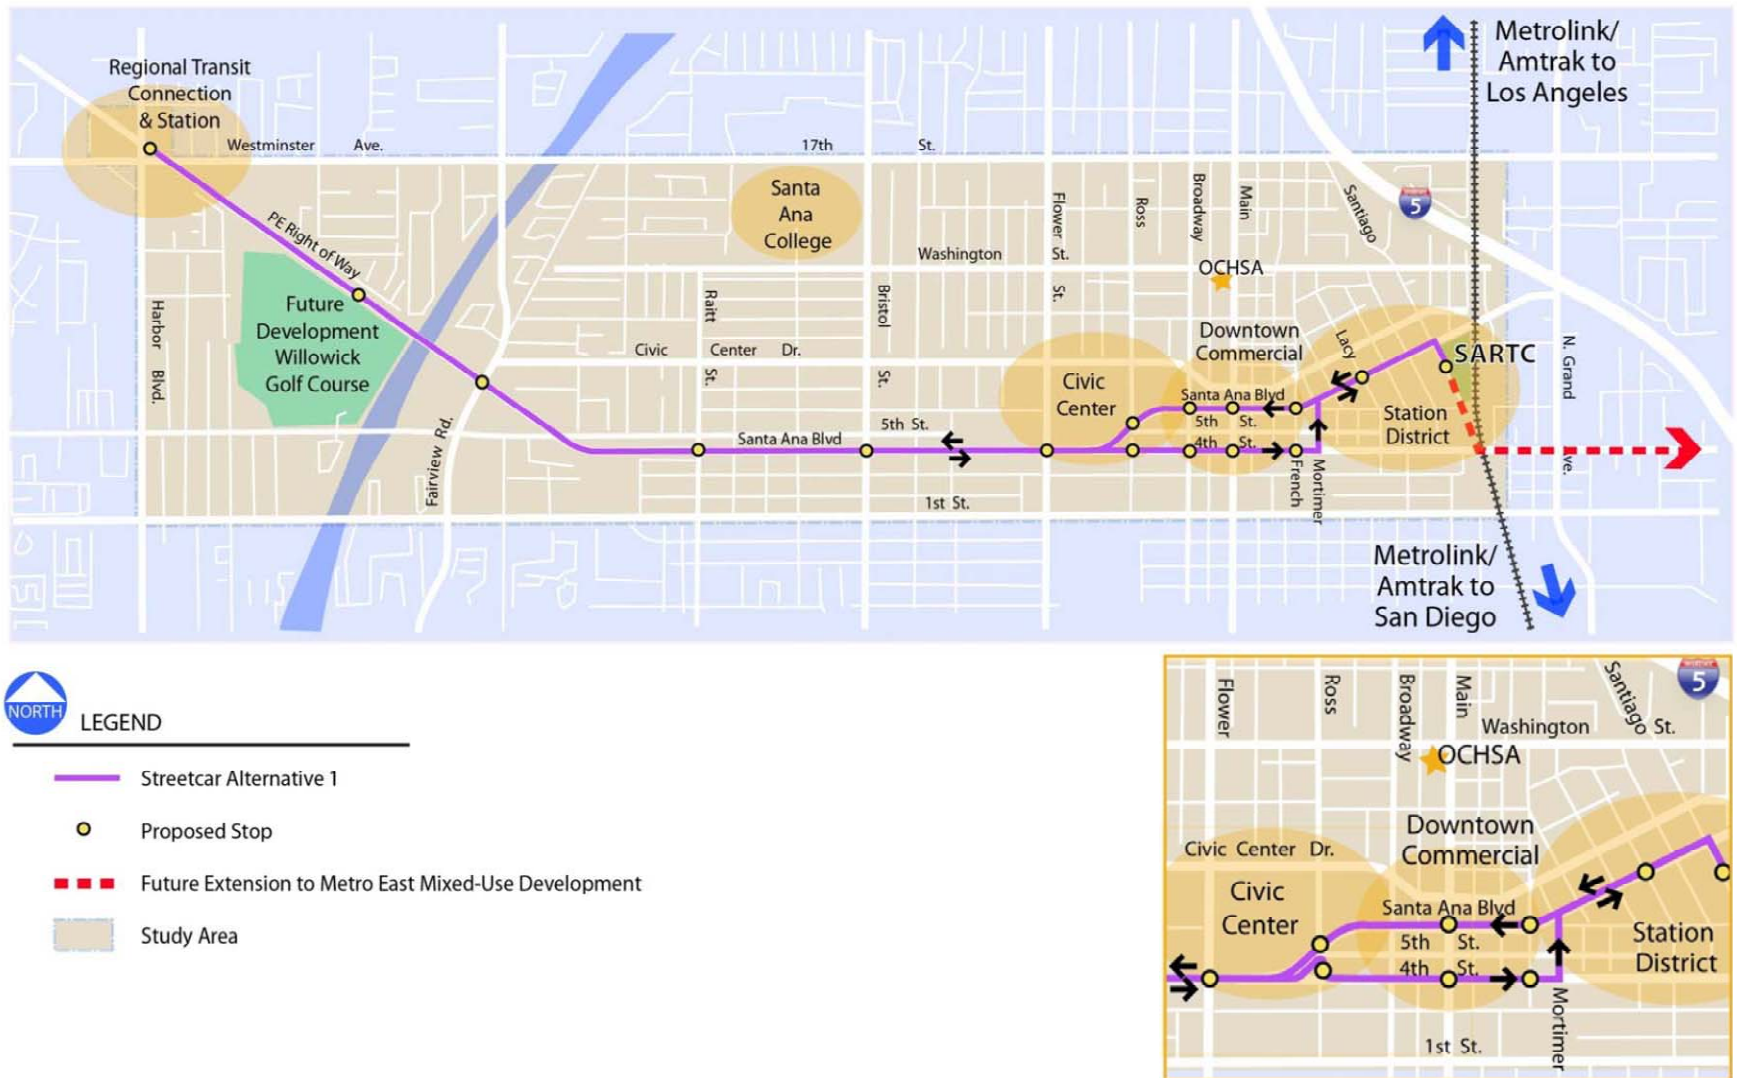 Regional Transit
Connection
& Station
Westminster Ave.
17th St.
Metrolink/
Amtrak to
Los Angeles
5
PE Right of Way
Santa
Ana
College
Washington St.
Flower St.
Ross
Broadway
Main
Santiago
OCHSA
Future
Development
Willowick
Golf Course
Harbor Blvd.
Fairview Rd.
Raitt St.
Bristol St.
Civic Center Dr.
Downtown
Commercial
Lacy
SARTC
N. Grand
Civic
Center
Santa Ana Blvd
5th St.
4th St.
Station
District
Santa Ana Blvd
5th St.
French
Mortimer
1st St.
Metrolink/
Amtrak to
San Diego
NORTH
LEGEND
Streetcar Alternative 1
Proposed Stop
Future Extension to Metro East Mixed-Use Development
Study Area
Flower
Ross
Broadway
Main
Santiago St.
5
Washington
OCHSA
Downtown
Commercial
Civic Center Dr.
Civic
Center
Santa Ana Blvd
5th St.
4th St.
Station
District
Mortimer
1st St.